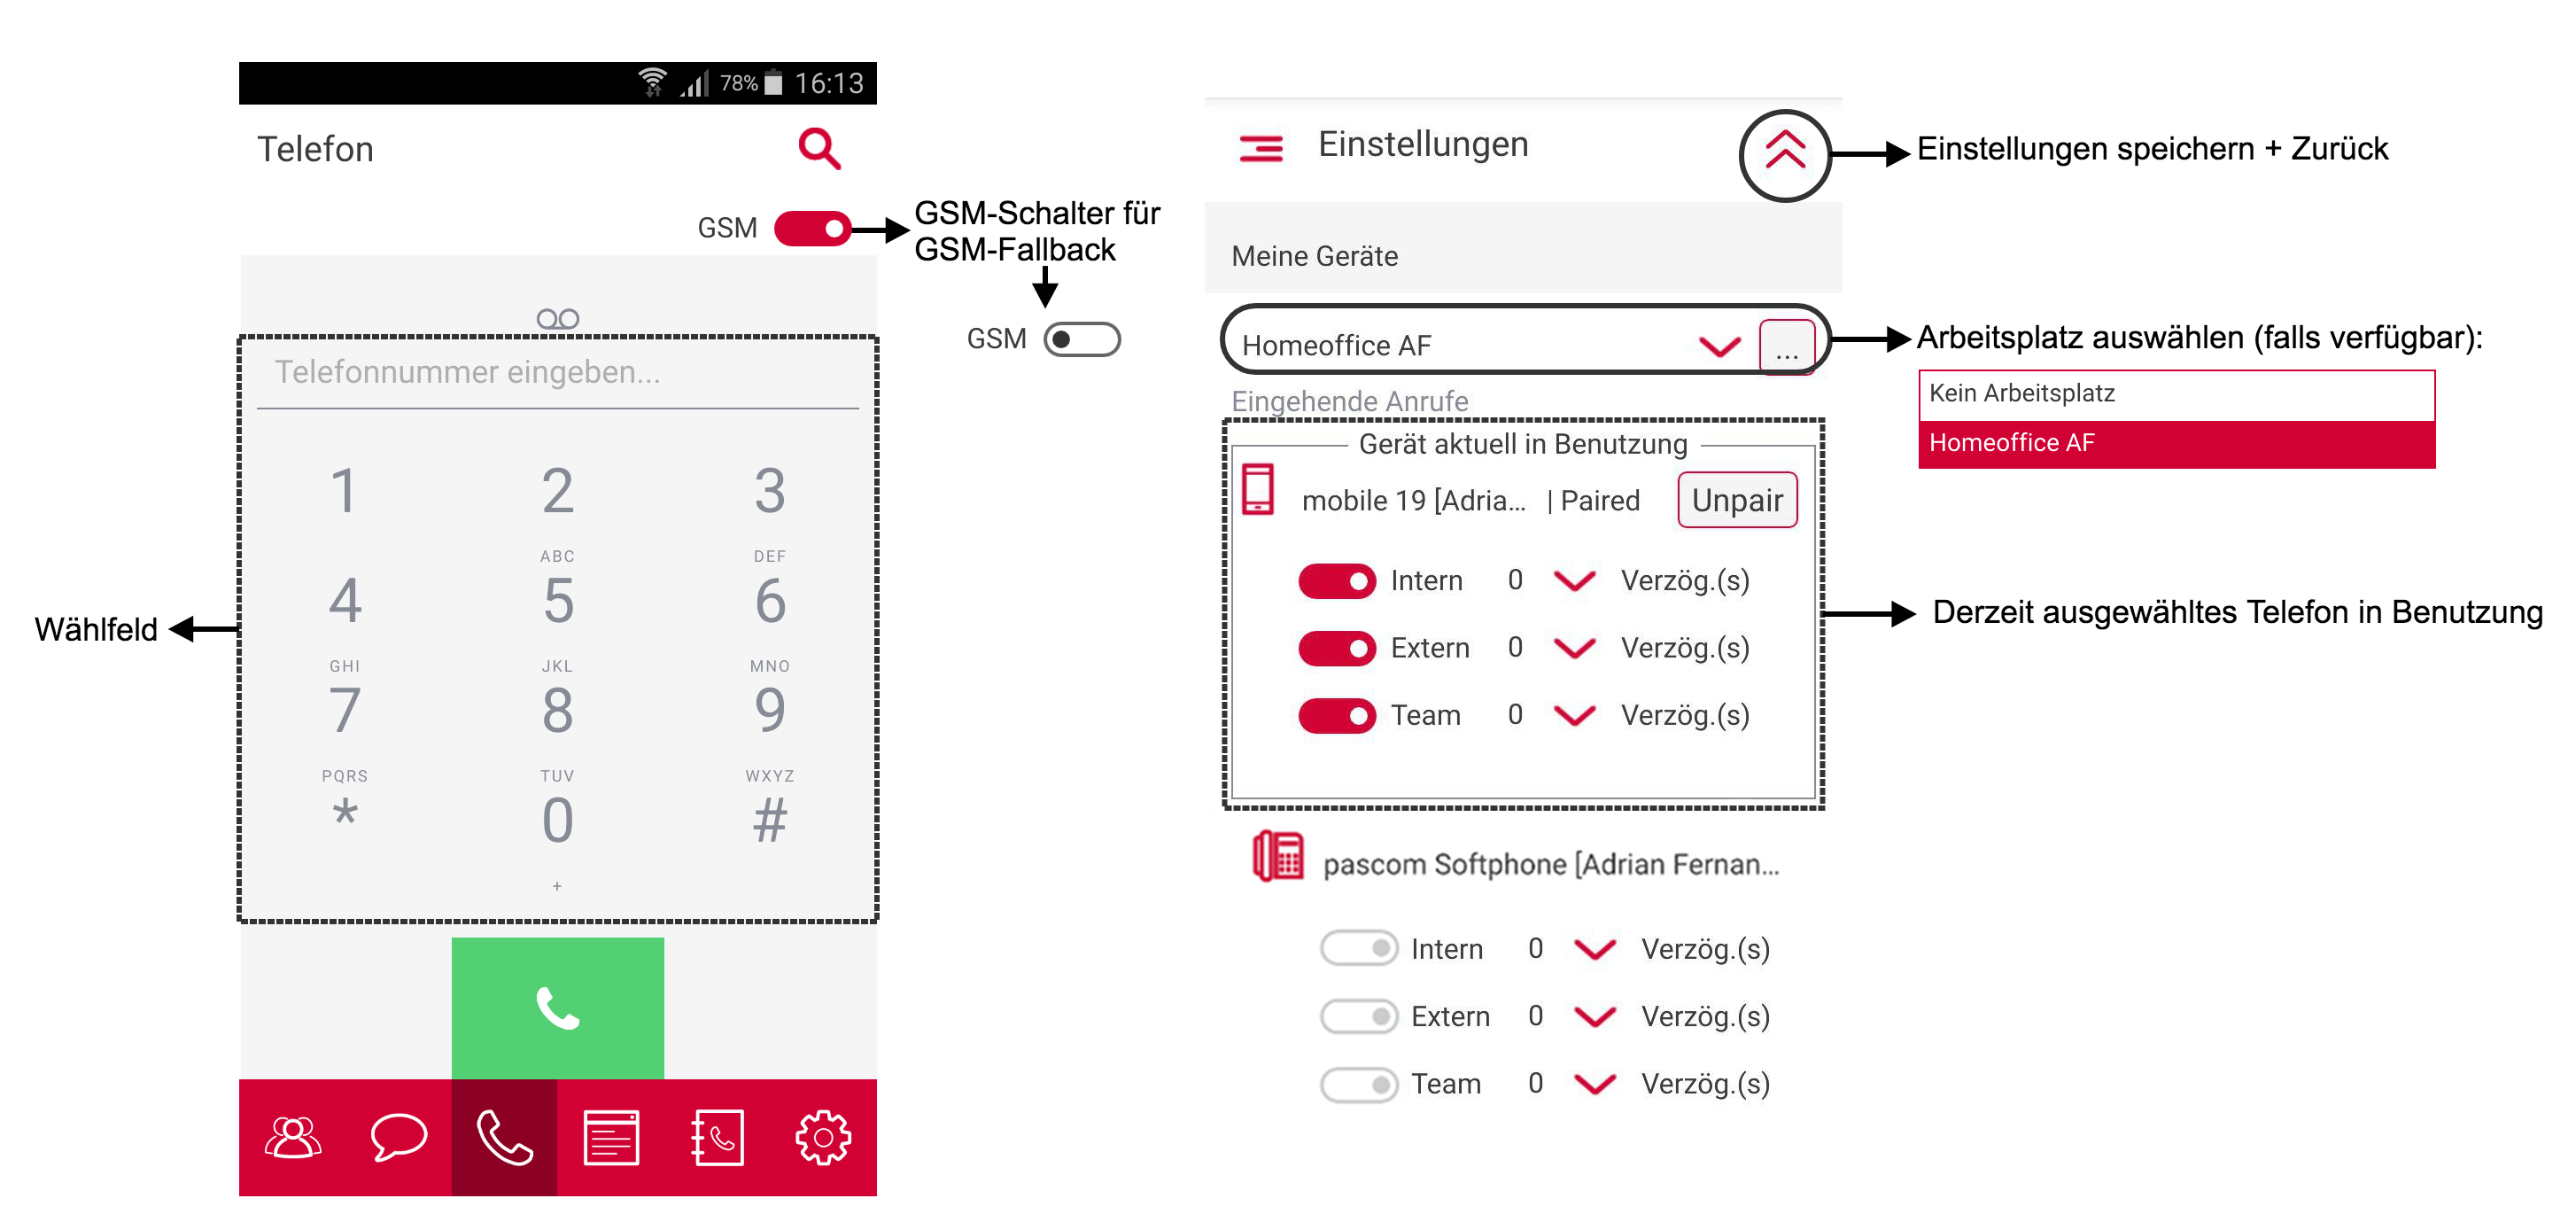 78% 16:13
Telefon
GSM
GSM-Schalter für
GSM-Fallback
GSM
Telefonnummer eingeben...
1 2 3
ABC DEF
4 5 6
GHI JKL MNO
7 8 9
PQRS TUV WXYZ
* 0 #
+
Wählfeld
Einstellungen
Einstellungen speichern + Zurück
Meine Geräte
Homeoffice AF ...
Arbeitsplatz auswählen (falls verfügbar):
Kein Arbeitsplatz
Homeoffice AF
Eingehende Anrufe
Gerät aktuell in Benutzung
mobile 19 [Adria... | Paired Unpair
Intern 0 Verzög.(s)
Extern 0 Verzög.(s)
Team 0 Verzög.(s)
Derzeit ausgewähltes Telefon in Benutzung
pascom Softphone [Adrian Fernan...
Intern 0 Verzög.(s)
Extern 0 Verzög.(s)
Team 0 Verzög.(s)